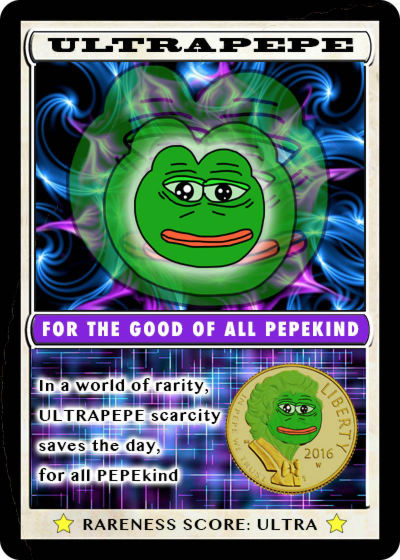 ULTRAPEPE
FOR THE GOOD OF ALL PEPEKIND
In a world of rarity,
ULTRAPEPE scarcity
saves the day,
for all PEPEkind
LIBERTY
2016
W
RARENESS SCORE: ULTRA